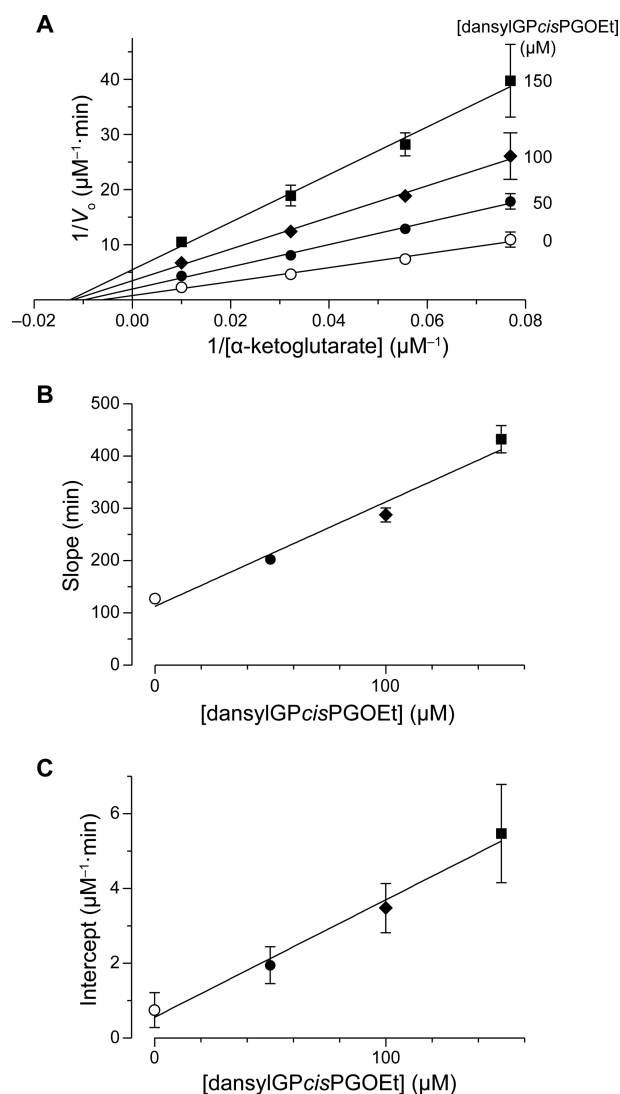 A
[dansylGPcisPGOEt]
(µM)
150
100
50
0
40
30
20
10
1/Vo (µM–1·min)
–0.02
0.00
0.02
0.04
0.06
0.08
1/[α-ketoglutarate] (µM–1)
B
500
400
300
200
100
0
Slope (min)
0
100
[dansylGPcisPGOEt] (µM)
C
6
4
2
0
Intercept (µM–1·min)
0
100
[dansylGPcisPGOEt] (µM)